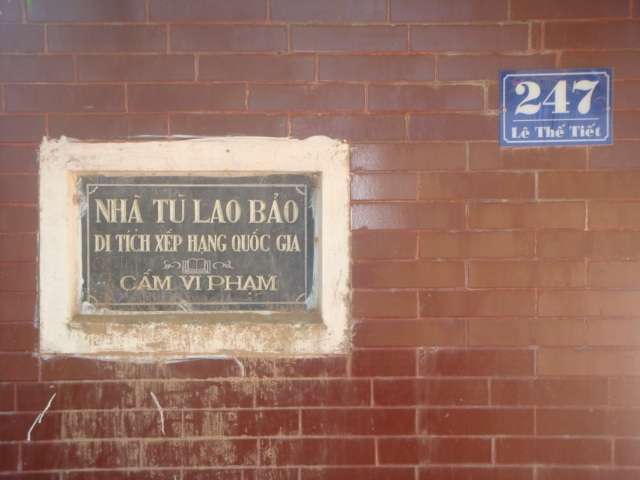 NHÀ TÙ LAO BẢO
DI TÍCH XẾP HẠNG QUỐC GIA
CẤM VI PHẠM
247
Lê Thế Tiết